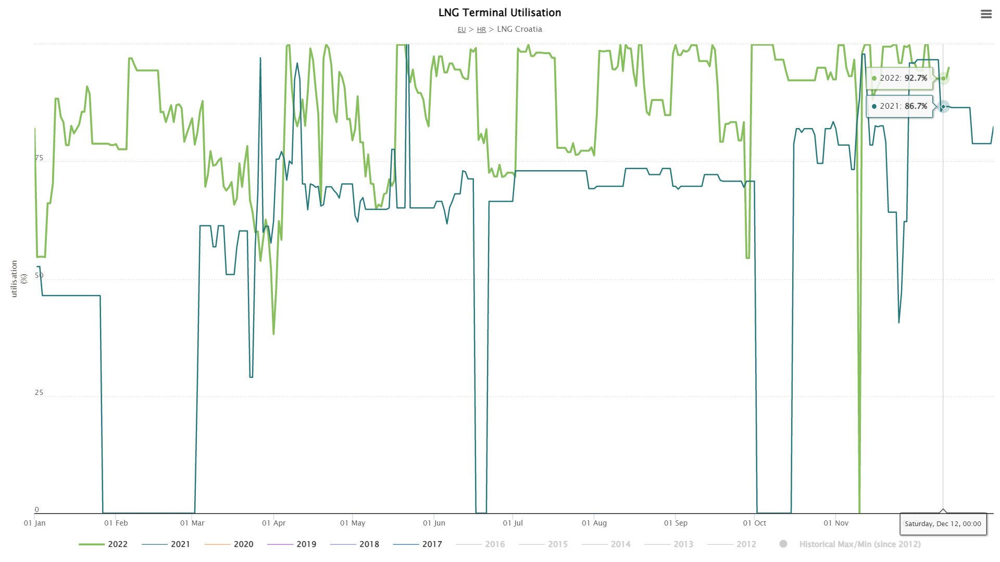 LNG Terminal Utilisation
EU > HR > LNG Croatia
utilisation
(%)
75
50
25
0
2022: 92.7%
2021: 86.7%
01 Jan 01 Feb 01 Mar 01 Apr 01 May 01 Jun 01 Jul 01 Aug 01 Sep 01 Oct 01 Nov
Saturday, Dec 12, 00:00
2022 2021 2020 2019 2018 2017 2016 2015 2014 2013 2012 Historical Max/Min (since 2012)